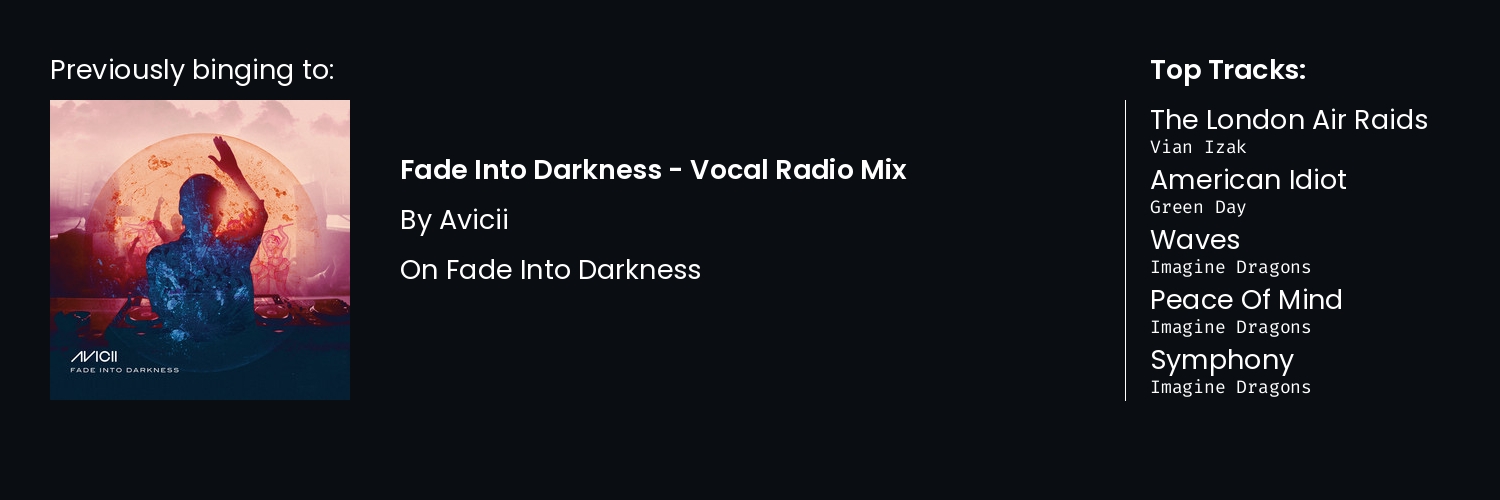 Previously binging to:
AVICII
FADE INTO DARKNESS
Fade Into Darkness - Vocal Radio Mix
By Avicii
On Fade Into Darkness
Top Tracks:
The London Air Raids
Vian Izak
American Idiot
Green Day
Waves
Imagine Dragons
Peace Of Mind
Imagine Dragons
Symphony
Imagine Dragons